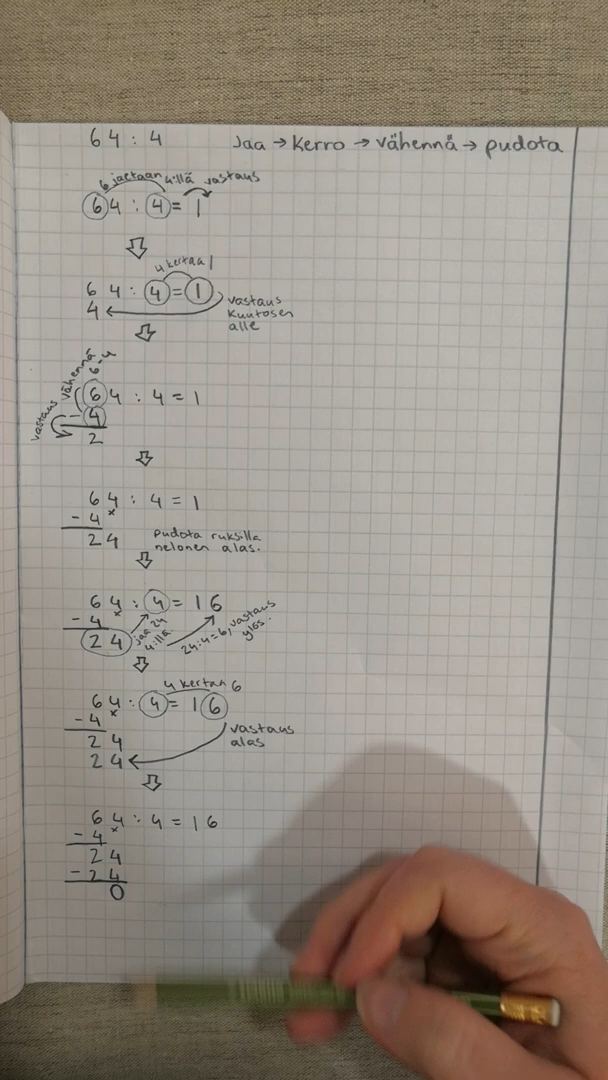 64 : 4
Jaa → Kerro → vähennä → pudota
6 jaetaan 4:llä vastaus
64 : 4 = 1
4 kertaa 1
64 : 4 = 1
4
vastaus
kuutosen
alle
vastaus
vähennä
6-4
64 : 4 = 1
- 4
2
64 : 4 = 1
- 4 x
24
pudota ruksilla
nelonen alas.
64 : 4 = 16
- 4 x
24
jaa 24
4:llä
24:4=6, vastaus
ylös.
4 kertaa 6
64 : 4 = 16
- 4 x
24
24
vastaus
alas
64 : 4 = 16
- 4 x
24
- 24
0